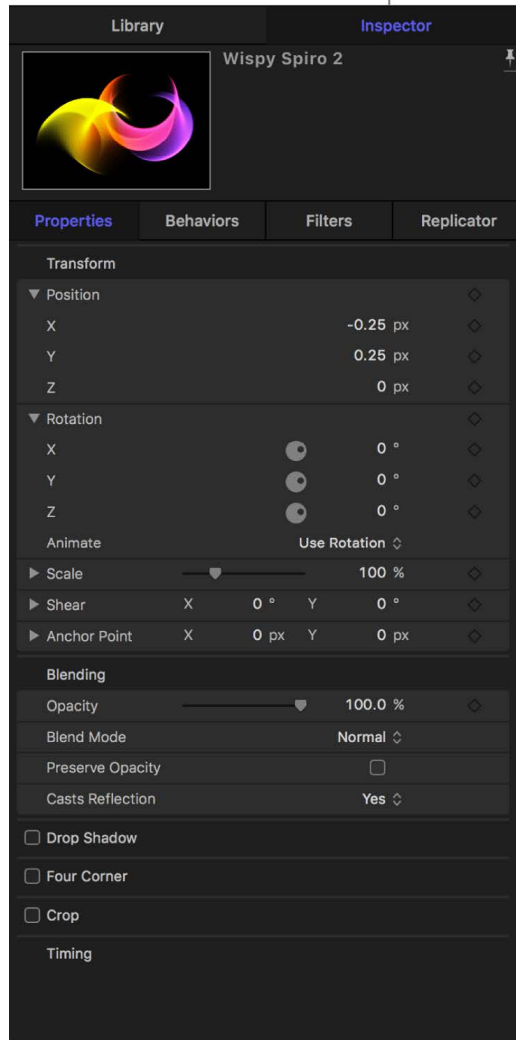 Library Inspector
Wispy Spiro 2
Properties Behaviors Filters Replicator
Transform
Position
X -0.25 px
Y 0.25 px
Z 0 px
Rotation
X 0 °
Y 0 °
Z 0 °
Animate Use Rotation
Scale 100 %
Shear X 0 ° Y 0 °
Anchor Point X 0 px Y 0 px
Blending
Opacity 100.0 %
Blend Mode Normal
Preserve Opacity
Casts Reflection Yes
Drop Shadow
Four Corner
Crop
Timing